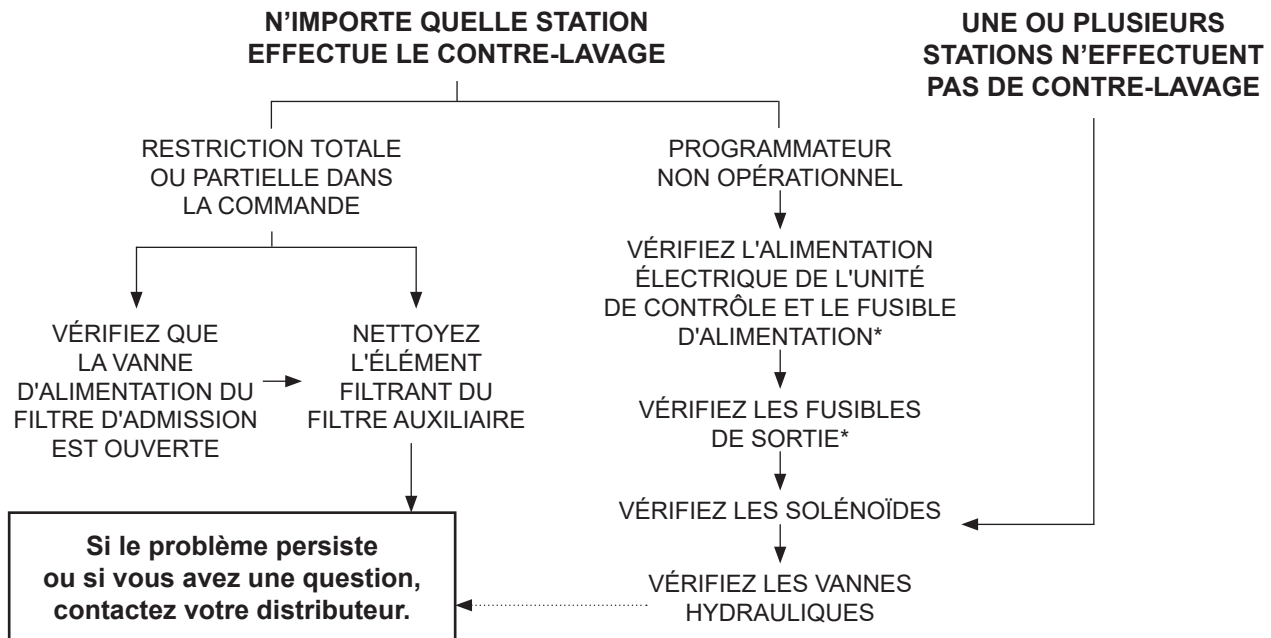 N’IMPORTE QUELLE STATION
EFFECTUE LE CONTRE-LAVAGE
UNE OU PLUSIEURS
STATIONS N’EFFECTUENT
PAS DE CONTRE-LAVAGE
RESTRICTION TOTALE
OU PARTIELLE DANS
LA COMMANDE
PROGRAMMATEUR
NON OPÉRATIONNEL
VÉRIFIEZ QUE
LA VANNE
D'ALIMENTATION DU
FILTRE D'ADMISSION
EST OUVERTE
NETTOYEZ
L'ÉLÉMENT
FILTRANT DU
FILTRE AUXILIAIRE
VÉRIFIEZ L'ALIMENTATION
ÉLECTRIQUE DE L'UNITÉ
DE CONTRÔLE ET LE FUSIBLE
D'ALIMENTATION*
VÉRIFIEZ LES FUSIBLES
DE SORTIE*
VÉRIFIEZ LES SOLÉNOÏDES
VÉRIFIEZ LES VANNES
HYDRAULIQUES
Si le problème persiste
ou si vous avez une question,
contactez votre distributeur.